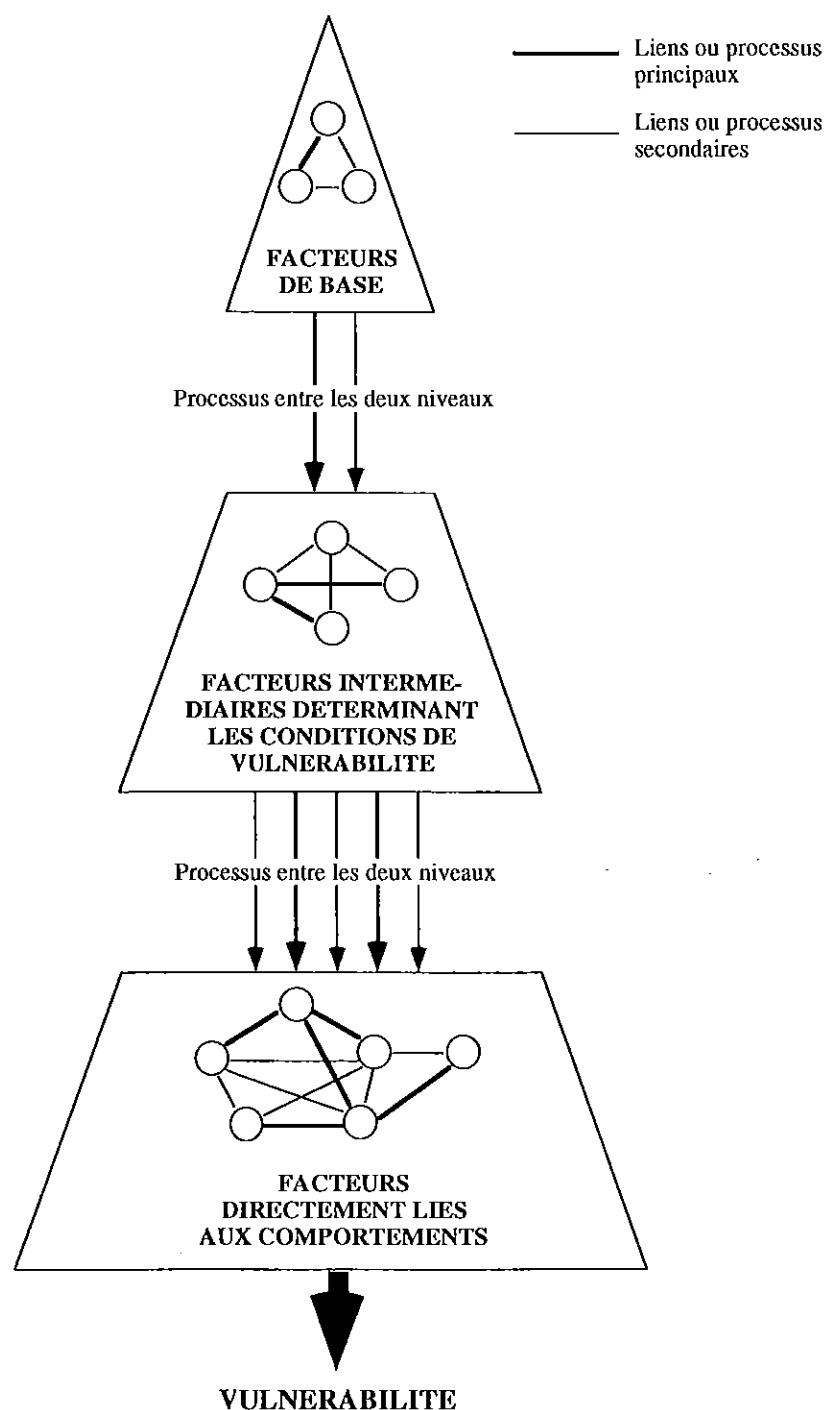 Liens ou processus
principaux
Liens ou processus
secondaires
FACTEURS
DE BASE
Processus entre les deux niveaux
FACTEURS INTERME-
DIAIRES DETERMINANT
LES CONDITIONS DE
VULNERABILITE
Processus entre les deux niveaux
FACTEURS
DIRECTEMENT LIES
AUX COMPORTEMENTS
VULNERABILITE